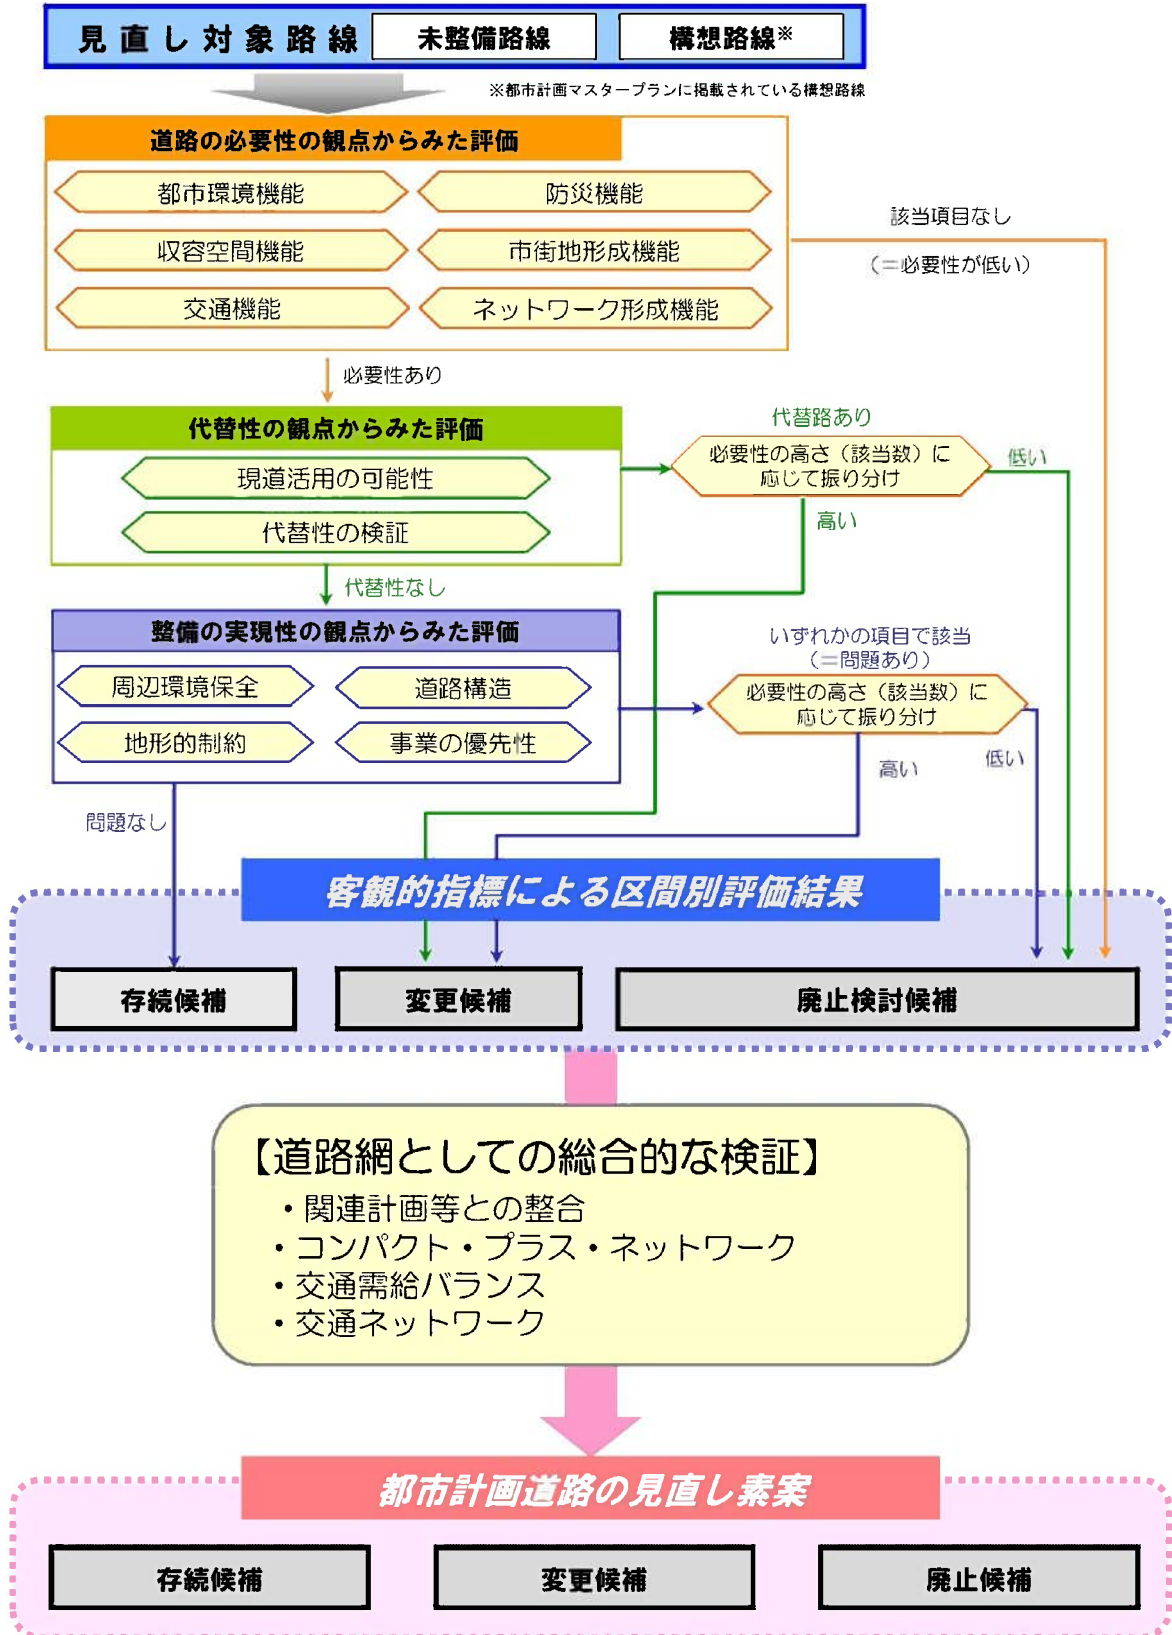 見直し対象路線 未整備路線 構想路線※
※都市計画マスタープランに掲載されている構想路線
道路の必要性の観点からみた評価
都市環境機能 防災機能
収容空間機能 市街地形成機能
交通機能 ネットワーク形成機能
該当項目なし
（＝必要性が低い）
必要性あり
代替性の観点からみた評価
現道活用の可能性
代替性の検証
代替路あり
必要性の高さ（該当数）に
応じて振り分け
低い
高い
代替性なし
整備の実現性の観点からみた評価
周辺環境保全 道路構造
地形的制約 事業の優先性
いずれかの項目で該当
（＝問題あり）
必要性の高さ（該当数）に
応じて振り分け
高い
低い
問題なし
客観的指標による区間別評価結果
存続候補 変更候補 廃止検討候補
【道路網としての総合的な検証】
・関連計画等との整合
・コンパクト・プラス・ネットワーク
・交通需給バランス
・交通ネットワーク
都市計画道路の見直し素案
存続候補 変更候補 廃止候補